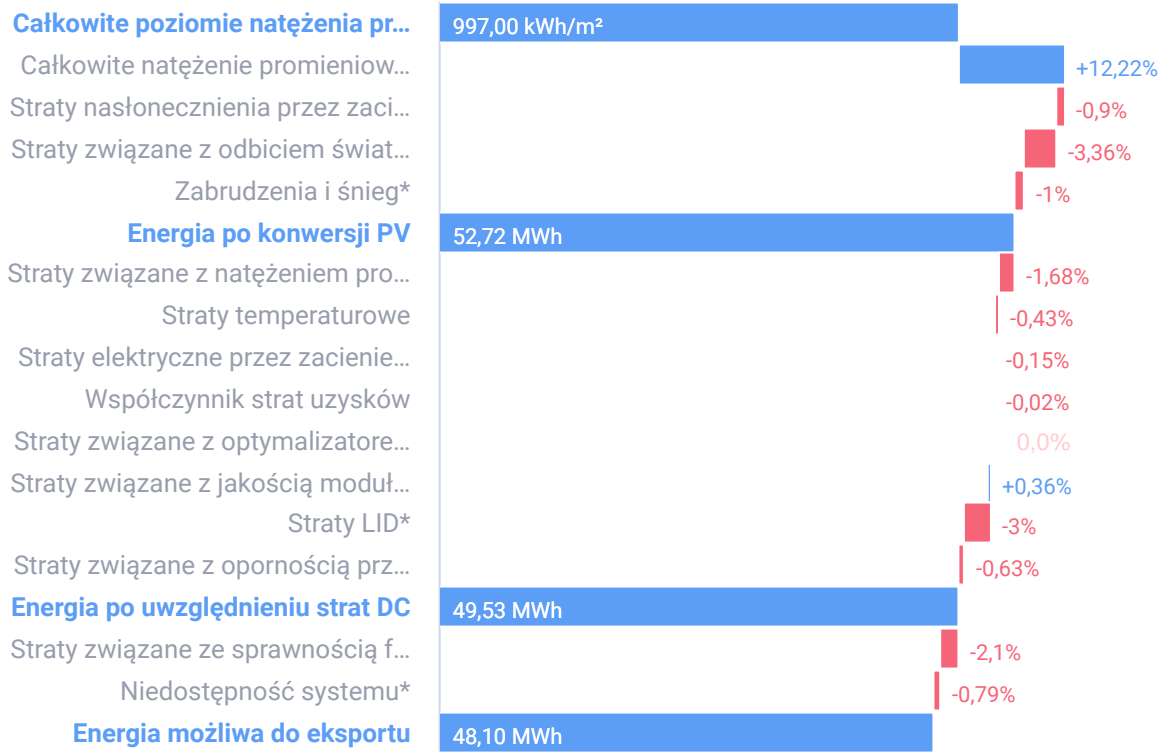 Całkowite poziomie natężenia pr... 997,00 kWh/m²
Całkowite natężenie promieniow... +12,22%
Straty nasłonecznienia przez zaci... -0,9%
Straty związane z odbiciem świat... -3,36%
Zabrudzenia i śnieg* -1%
Energia po konwersji PV 52,72 MWh
Straty związane z natężeniem pro... -1,68%
Straty temperaturowe -0,43%
Straty elektryczne przez zacienie... -0,15%
Współczynnik strat uzysków -0,02%
Straty związane z optymalizatore... 0,0%
Straty związane z jakością moduł... +0,36%
Straty LID* -3%
Straty związane z opornością prz... -0,63%
Energia po uwzględnieniu strat DC 49,53 MWh
Straty związane ze sprawnością f... -2,1%
Niedostępność systemu* -0,79%
Energia możliwa do eksportu 48,10 MWh